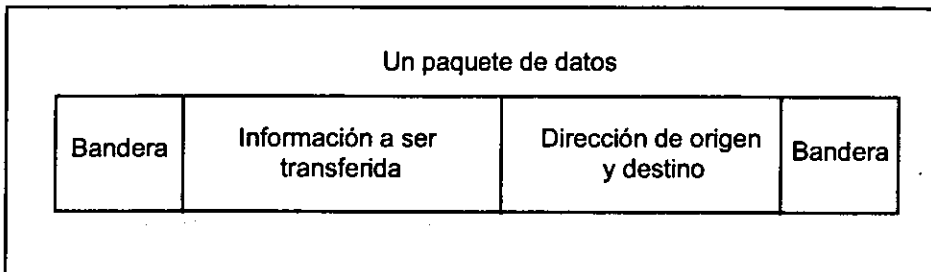 Un paquete de datos
Bandera
Información a ser
transferida
Dirección de origen
y destino
Bandera